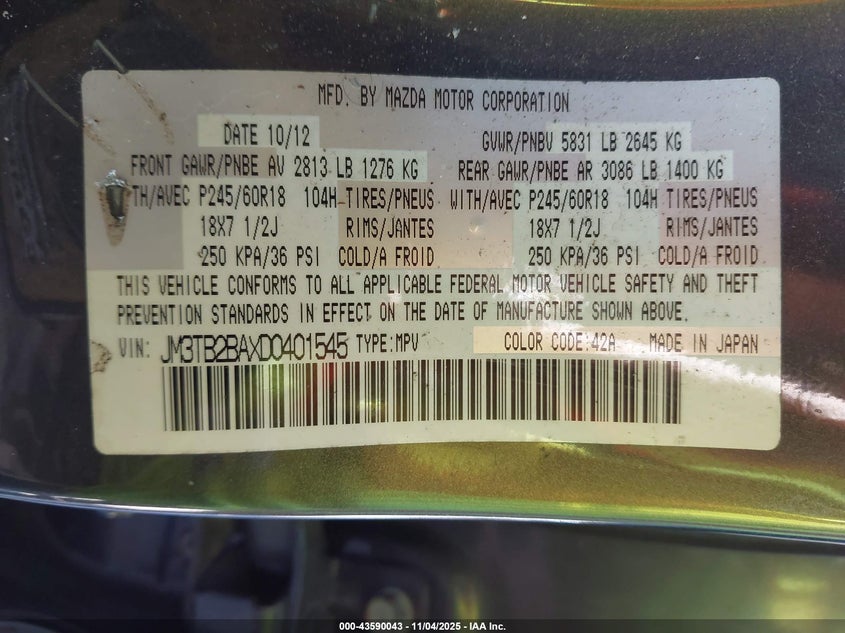 MFD. BY MAZDA MOTOR CORPORATION
DATE 10/12 GVWR/PNBV 5831 LB 2645 KG
FRONT GAWR/PNBE AV 2813 LB 1276 KG REAR GAWR/PNBE AR 3086 LB 1400 KG
TH/AVEC P245/60R18 104H TIRES/PNEUS WITH/AVEC P245/60R18 104H TIRES/PNEUS
18X7 1/2J RIMS/JANTES 18X7 1/2J RIMS/JANTES
250 KPA/36 PSI COLD/A FROID 250 KPA/36 PSI COLD/A FROID
THIS VEHICLE CONFORMS TO ALL APPLICABLE FEDERAL MOTOR VEHICLE SAFETY AND THEFT
PREVENTION STANDARDS IN EFFECT ON THE DATE OF MANUFACTURE SHOWN ABOVE.
VIN: JM3TB2BAXD0401545 TYPE:MPV COLOR CODE:42A MADE IN JAPAN
000-43590043 - 11/04/2025 - IAA Inc.